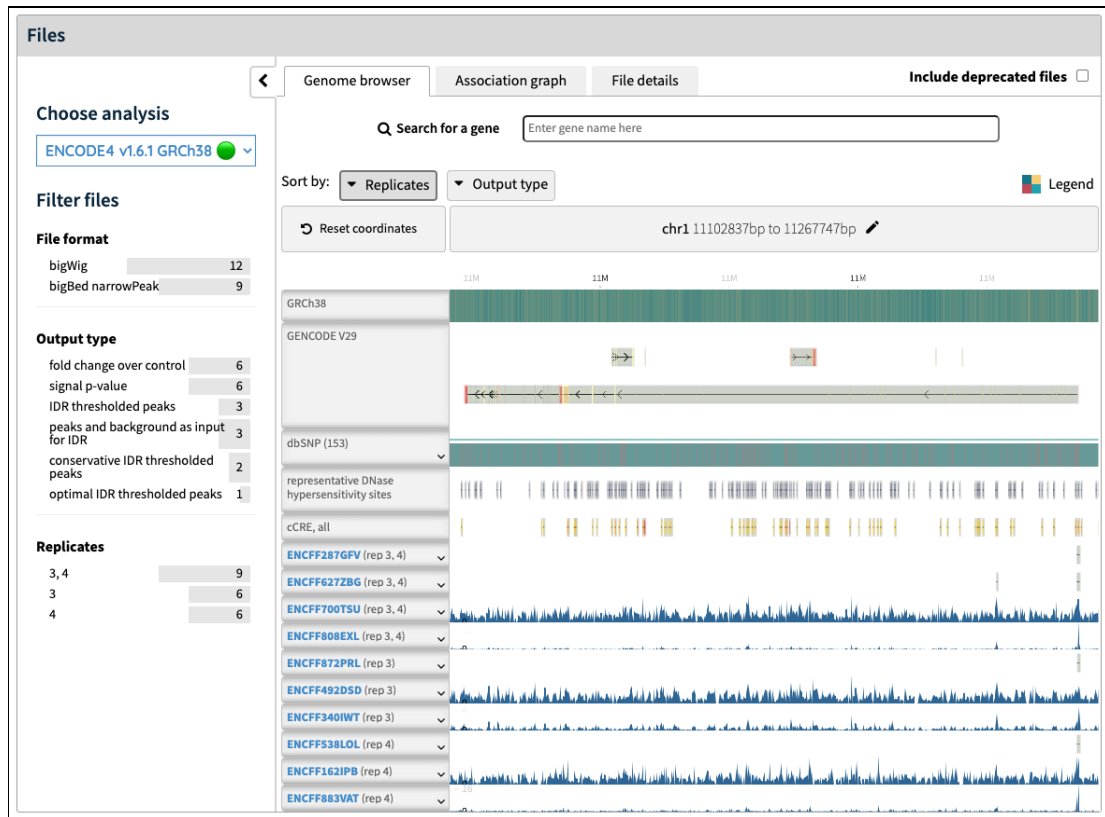 Files
Genome browser
Association graph
File details
Include deprecated files
Choose analysis
ENCODE4 v1.6.1 GRCh38
Filter files
File format
bigWig 12
bigBed narrowPeak 9
Output type
fold change over control 6
signal p-value 6
IDR thresholded peaks 3
peaks and background as input
for IDR 3
conservative IDR thresholded
peaks 2
optimal IDR thresholded peaks 1
Replicates
3, 4 9
3 6
4 6
Search for a gene
Enter gene name here
Sort by: Replicates Output type
Legend
Reset coordinates
chr1 11102837bp to 11267747bp
11M 11M 11M 11M 11M
GRCh38
GENCODE V29
dbSNP (153)
representative DNase
hypersensitivity sites
cCRE, all
ENCFF287GFV (rep 3, 4)
ENCFF627ZBG (rep 3, 4)
ENCFF700TSU (rep 3, 4)
ENCFF808EXL (rep 3, 4)
ENCFF872PRL (rep 3)
ENCFF492DSD (rep 3)
ENCFF340IWT (rep 3)
ENCFF538LOL (rep 4)
ENCFF162IPB (rep 4)
ENCFF883VAT (rep 4)